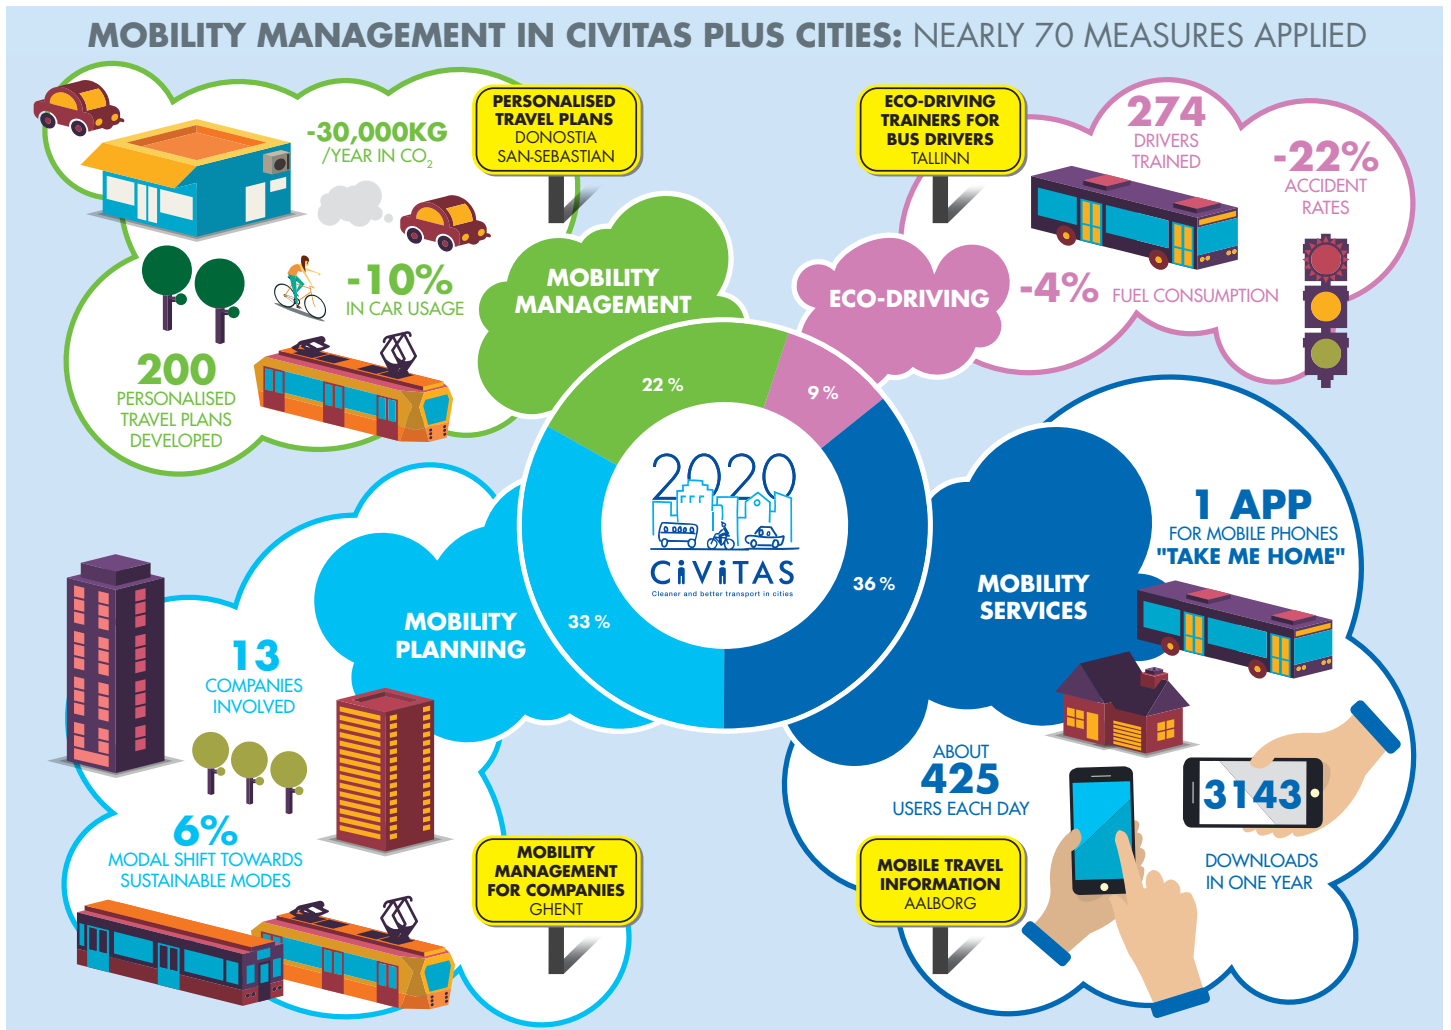 MOBILITY MANAGEMENT IN CIVITAS PLUS CITIES: NEARLY 70 MEASURES APPLIED
PERSONALISED
TRAVEL PLANS
DONOSTIA
SAN-SEBASTIAN
-30,000KG
/YEAR IN CO₂
-10%
IN CAR USAGE
200
PERSONALISED
TRAVEL PLANS
DEVELOPED
MOBILITY
MANAGEMENT
22 %
ECO-DRIVING
TRAINERS FOR
BUS DRIVERS
TALLINN
274
DRIVERS
TRAINED
-22%
ACCIDENT
RATES
ECO-DRIVING
-4% FUEL CONSUMPTION
9 %
2020
CiViTAS
Cleaner and better transport in cities
33 %
36 %
MOBILITY
PLANNING
13
COMPANIES
INVOLVED
6%
MODAL SHIFT TOWARDS
SUSTAINABLE MODES
MOBILITY
MANAGEMENT
FOR COMPANIES
GHENT
MOBILITY
SERVICES
1 APP
FOR MOBILE PHONES
"TAKE ME HOME"
ABOUT
425
USERS EACH DAY
3143
DOWNLOADS
IN ONE YEAR
MOBILE TRAVEL
INFORMATION
AALBORG